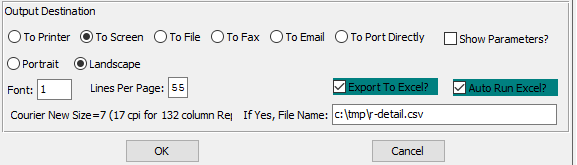 Output Destination
To Printer To Screen To File To Fax To Email To Port Directly Show Parameters?
Portrait Landscape
Font: 1 Lines Per Page: 55 Export To Excel? Auto Run Excel?
Courier New Size=7 (17 cpi for 132 column Rep If Yes, File Name: c:\tmp\r-detail.csv
OK Cancel